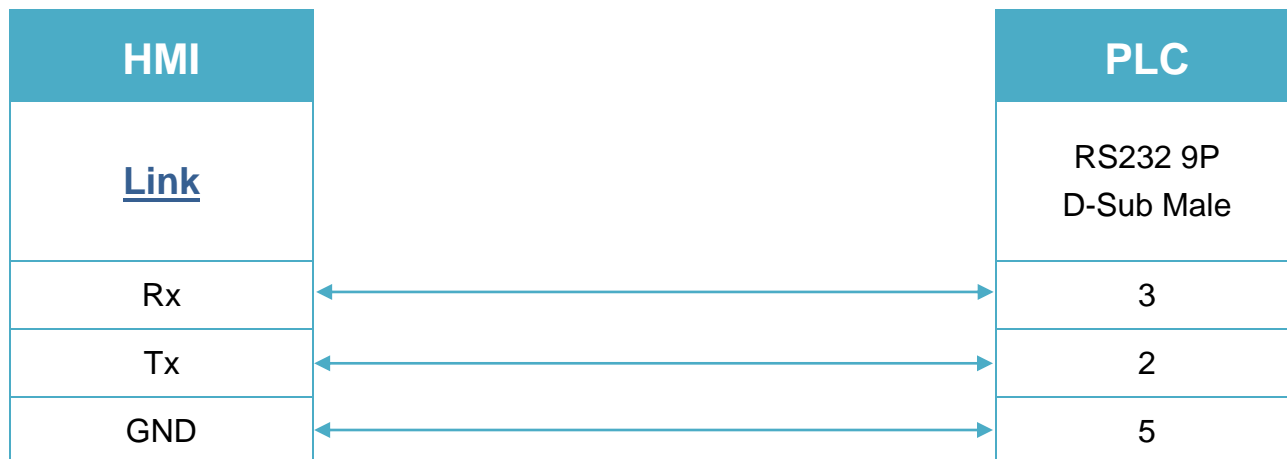 HMI
PLC
Link
RS232 9P
D-Sub Male
Rx
3
Tx
2
GND
5